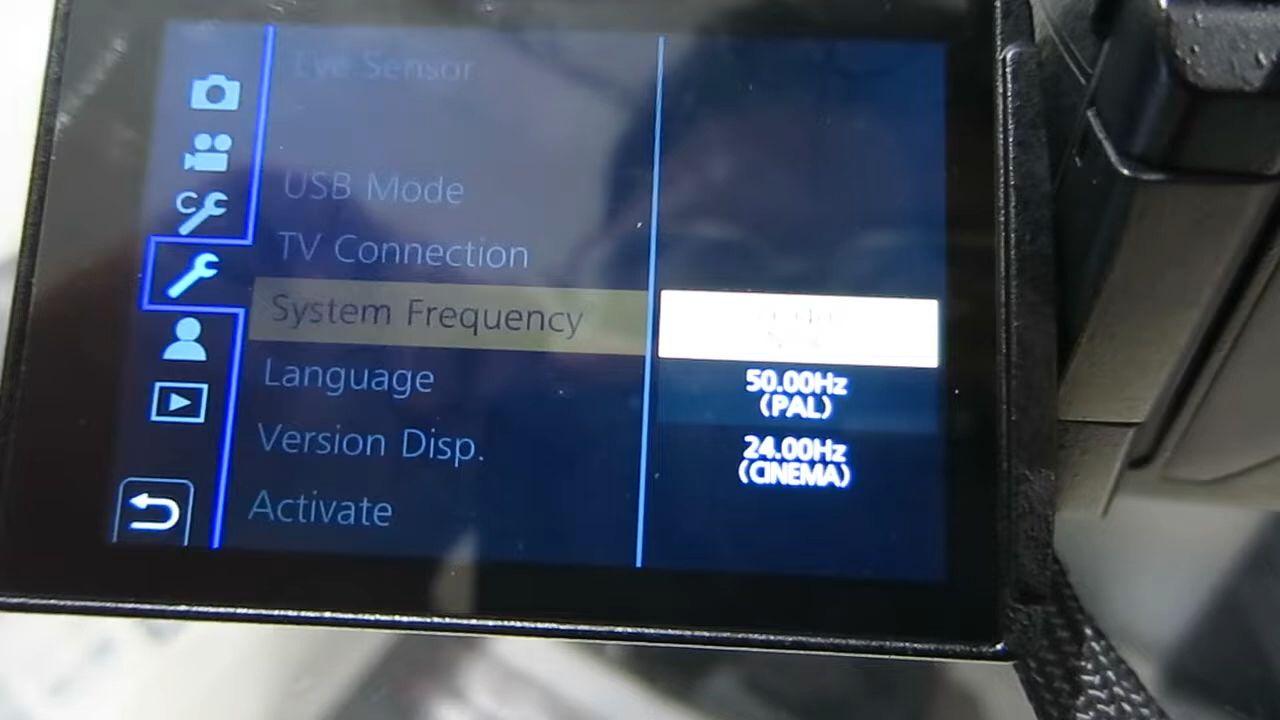 Eye Sensor
USB Mode
TV Connection
System Frequency
Language
Version Disp.
Activate
50.00Hz
(PAL)
24.00Hz
(CINEMA)